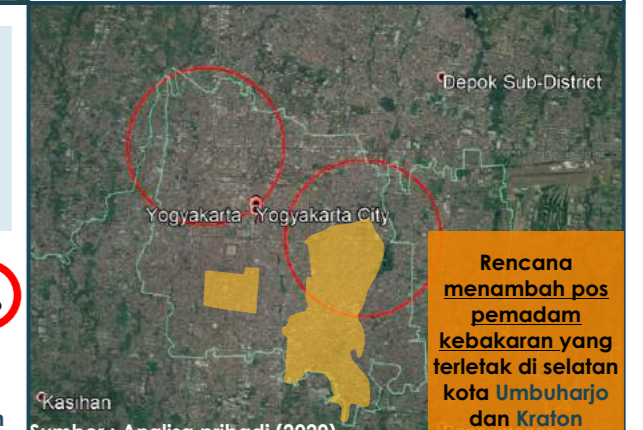 Depok Sub-District
Yogyakarta
Yogyakarta City
Kasihan
Rencana
menambah pos
pemadam
kebakaran yang
terletak di selatan
kota Umbuharjo
dan Kraton